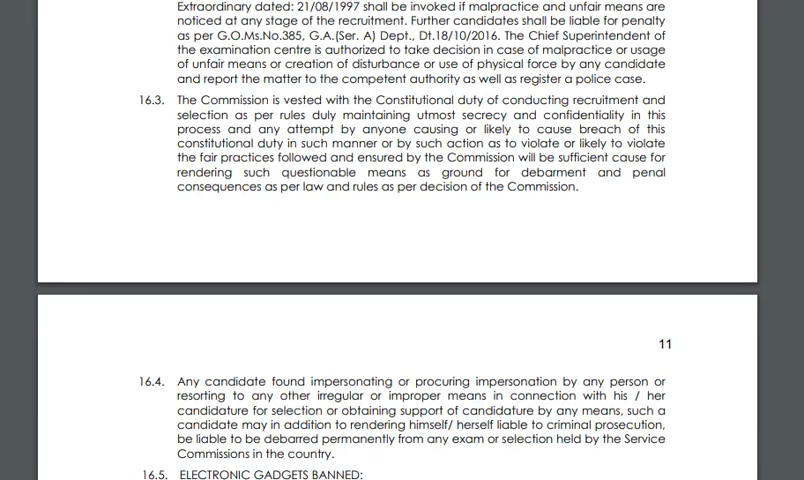 Extraordinary dated: 21/08/1997 shall be invoked if malpractice and unfair means are
noticed at any stage of the recruitment. Further candidates shall be liable for penalty
as per G.O.Ms.No.385, G.A.(Ser. A) Dept., Dt.18/10/2016. The Chief Superintendent of
the examination centre is authorized to take decision in case of malpractice or usage
of unfair means or creation of disturbance or use of physical force by any candidate
and report the matter to the competent authority as well as register a police case.
16.3. The Commission is vested with the Constitutional duty of conducting recruitment and
selection as per rules duly maintaining utmost secrecy and confidentiality in this
process and any attempt by anyone causing or likely to cause breach of this
constitutional duty in such manner or by such action as to violate or likely to violate
the fair practices followed and ensured by the Commission will be sufficient cause for
rendering such questionable means as ground for debarment and penal
consequences as per law and rules as per decision of the Commission.
11
16.4. Any candidate found impersonating or procuring impersonation by any person or
resorting to any other irregular or improper means in connection with his / her
candidature for selection or obtaining support of candidature by any means, such a
candidate may in addition to rendering himself/ herself liable to criminal prosecution,
be liable to be debarred permanently from any exam or selection held by the Service
Commissions in the country.
16.5. ELECTRONIC GADGETS BANNED: